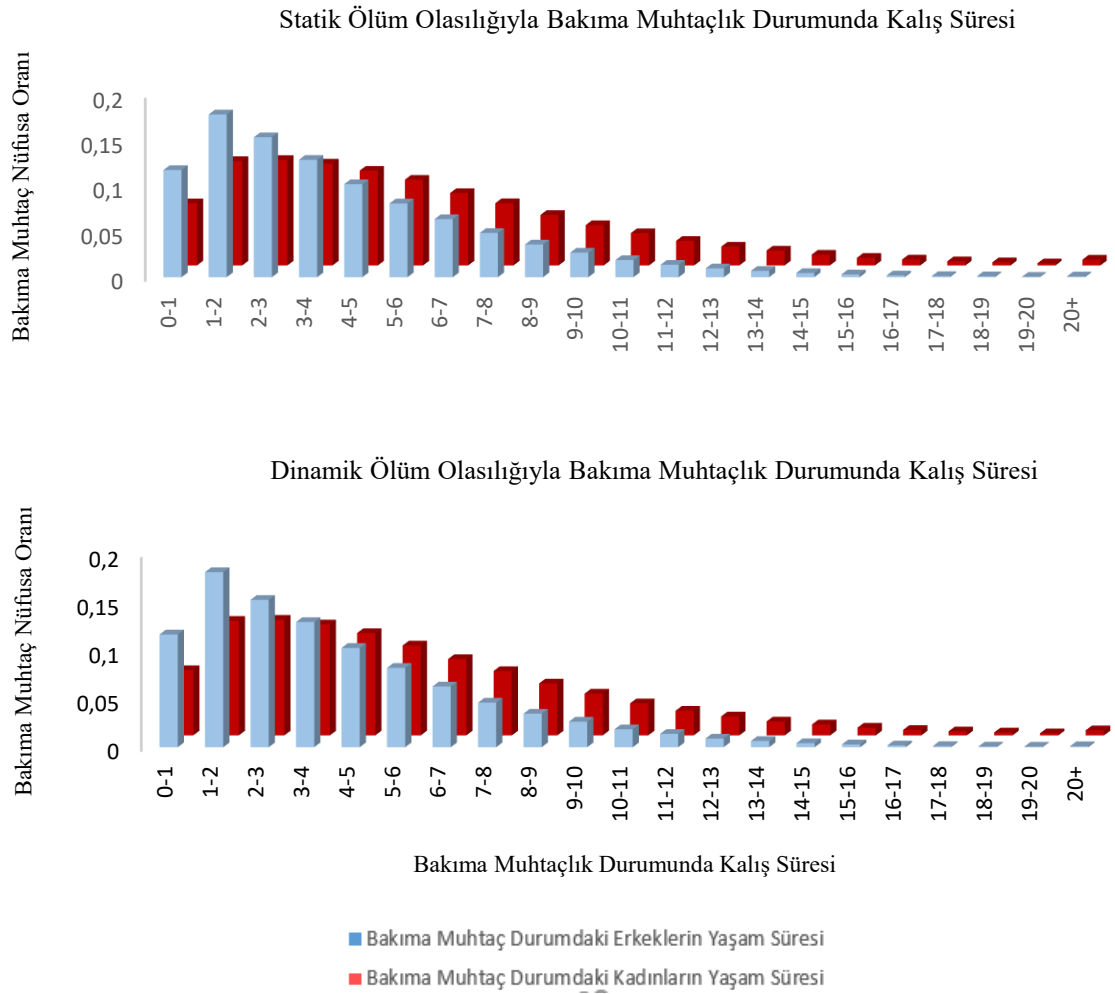 Statik Ölüm Olasılığıyla Bakıma Muhtaçlık Durumunda Kalış Süresi
Bakıma Muhtaç Nüfusa Oranı
0,2
0,15
0,1
0,05
0
0-1 1-2 2-3 3-4 4-5 5-6 6-7 7-8 8-9 9-10 10-11 11-12 12-13 13-14 14-15 15-16 16-17 17-18 18-19 19-20 20+
Dinamik Ölüm Olasılığıyla Bakıma Muhtaçlık Durumunda Kalış Süresi
Bakıma Muhtaç Nüfusa Oranı
0,2
0,15
0,1
0,05
0
0-1 1-2 2-3 3-4 4-5 5-6 6-7 7-8 8-9 9-10 10-11 11-12 12-13 13-14 14-15 15-16 16-17 17-18 18-19 19-20 20+
Bakıma Muhtaçlık Durumunda Kalış Süresi
Bakıma Muhtaç Durumdaki Erkeklerin Yaşam Süresi
Bakıma Muhtaç Durumdaki Kadınların Yaşam Süresi